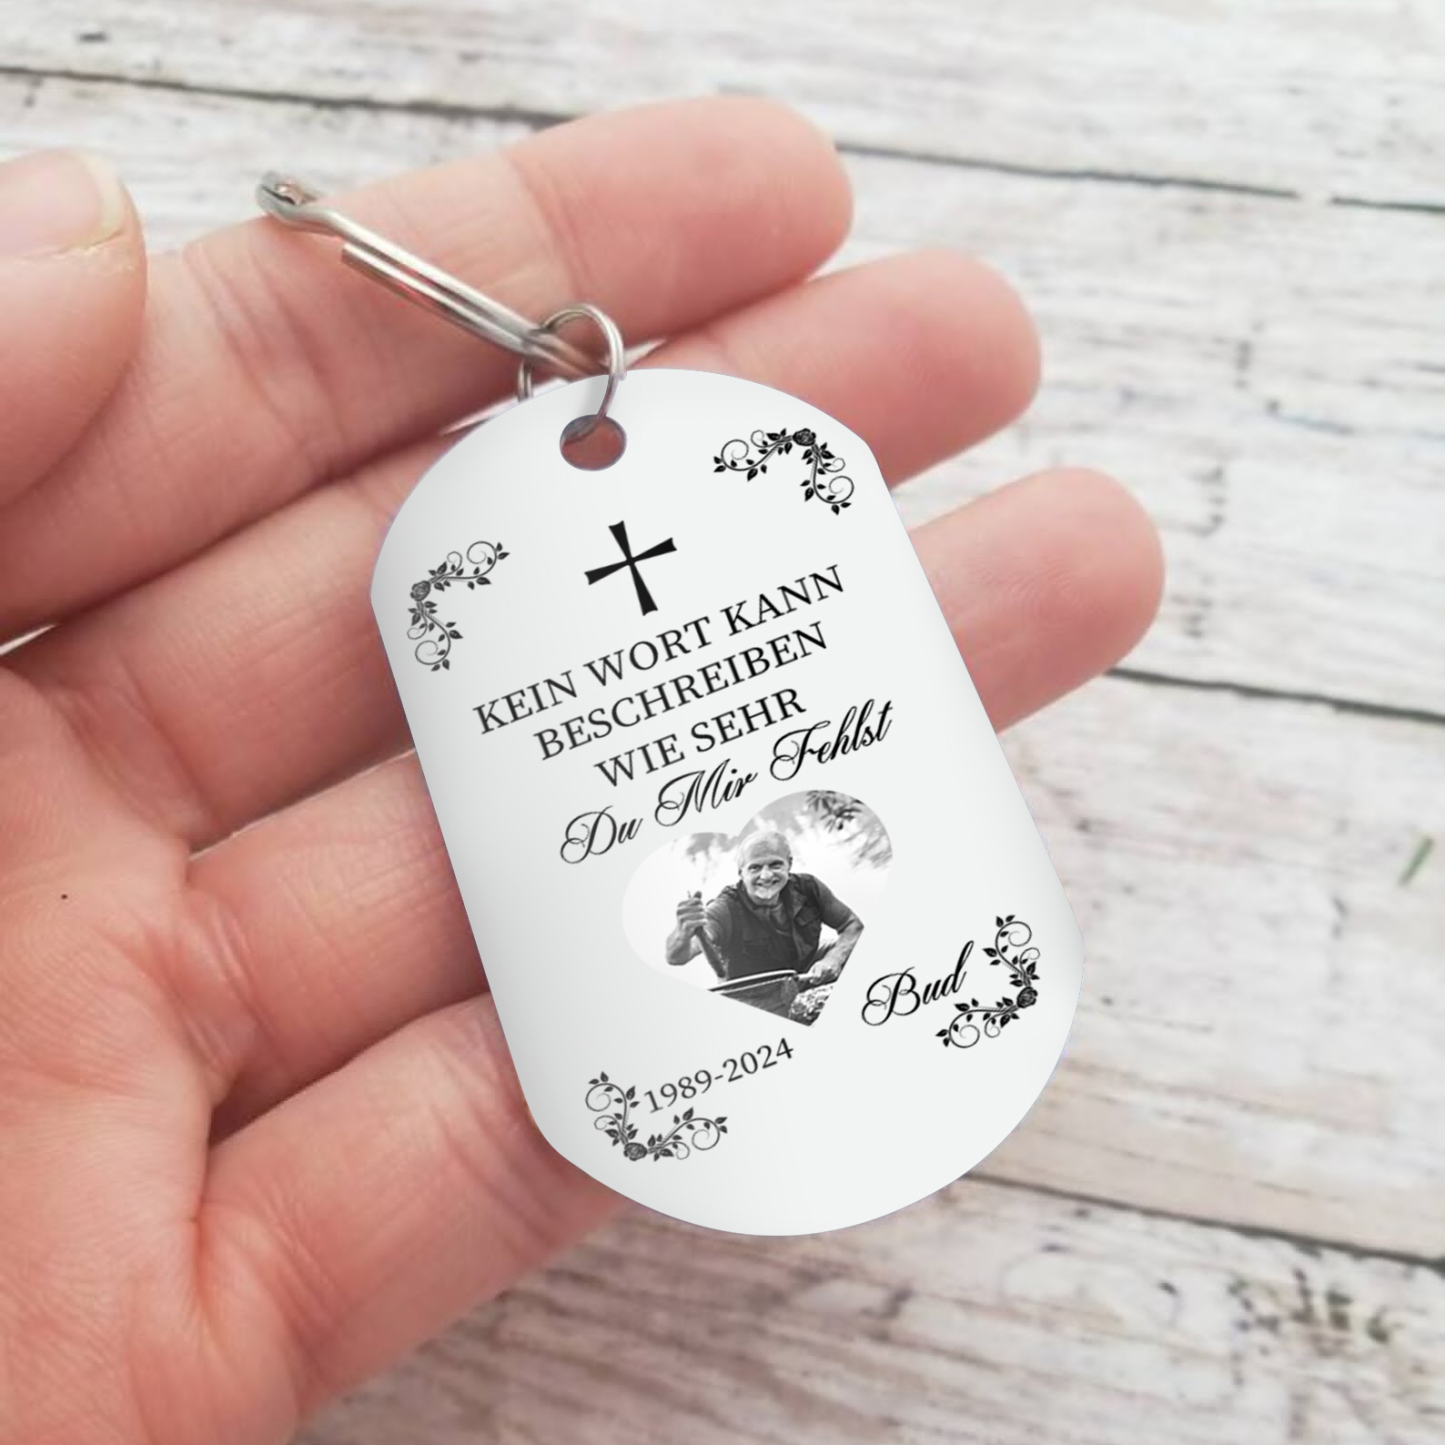 KEIN WORT KANN
BESCHREIBEN
WIE SEHR
Du Mir Fehlst
Bud
1989-2024